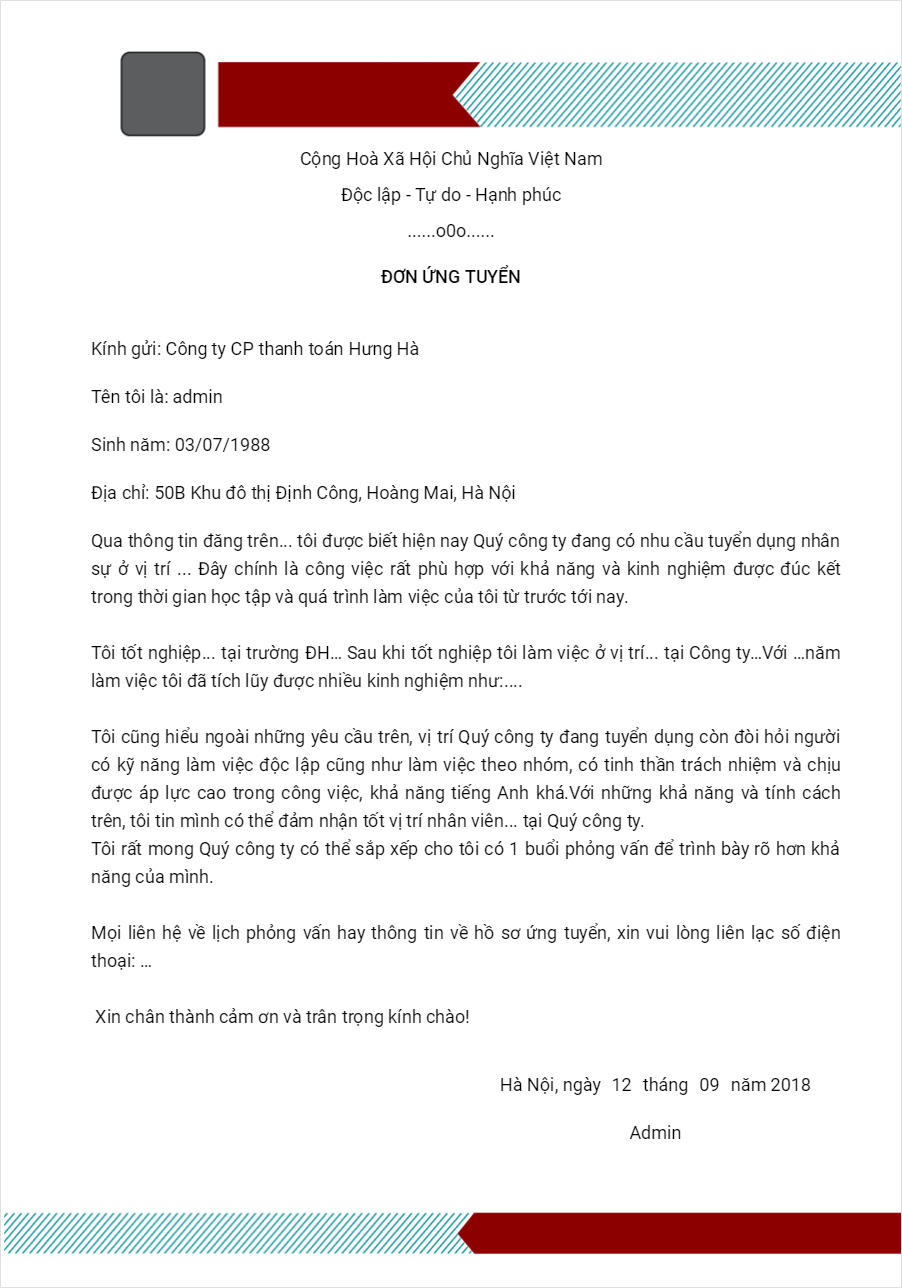 Cộng Hoà Xã Hội Chủ Nghĩa Việt Nam
Độc lập - Tự do - Hạnh phúc
......o0o......
ĐƠN ỨNG TUYỂN
Kính gửi: Công ty CP thanh toán Hưng Hà
Tên tôi là: admin
Sinh năm: 03/07/1988
Địa chỉ: 50B Khu đô thị Định Công, Hoàng Mai, Hà Nội
Qua thông tin đăng trên... tôi được biết hiện nay Quý công ty đang có nhu cầu tuyển dụng nhân
sự ở vị trí ... Đây chính là công việc rất phù hợp với khả năng và kinh nghiệm được đúc kết
trong thời gian học tập và quá trình làm việc của tôi từ trước tới nay.
Tôi tốt nghiệp... tại trường ĐH… Sau khi tốt nghiệp tôi làm việc ở vị trí... tại Công ty…Với …năm
làm việc tôi đã tích lũy được nhiều kinh nghiệm như:....
Tôi cũng hiểu ngoài những yêu cầu trên, vị trí Quý công ty đang tuyển dụng còn đòi hỏi người
có kỹ năng làm việc độc lập cũng như làm việc theo nhóm, có tinh thần trách nhiệm và chịu
được áp lực cao trong công việc, khả năng tiếng Anh khá.Với những khả năng và tính cách
trên, tôi tin mình có thể đảm nhận tốt vị trí nhân viên... tại Quý công ty.
Tôi rất mong Quý công ty có thể sắp xếp cho tôi có 1 buổi phỏng vấn để trình bày rõ hơn khả
năng của mình.
Mọi liên hệ về lịch phỏng vấn hay thông tin về hồ sơ ứng tuyển, xin vui lòng liên lạc số điện
thoại: …
Xin chân thành cảm ơn và trân trọng kính chào!
Hà Nội, ngày 12 tháng 09 năm 2018
Admin